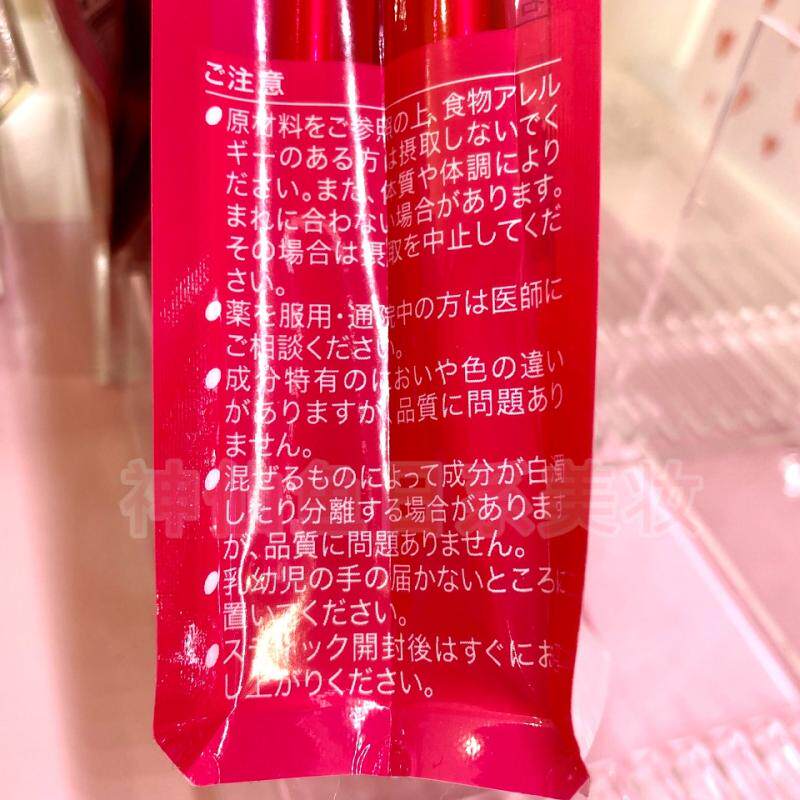 ご注意
●原材料をご参照の上、食物アレル
ギーのある方は摂取しないでく
ださい。また、体質や体調により
まれに合わない場合があります。
その場合は摂取を中止してくだ
さい。
●薬を服用・通院中の方は医師に
ご相談ください。
●成分特有のにおいや色の違い
がありますが、品質に問題あり
ません。
●混ぜるものによって成分が白濁
したり分離する場合があります
が、品質に問題ありません。
●乳幼児の手の届かないところに
置いてください。
●スティック開封後はすぐにお召
し上がりください。